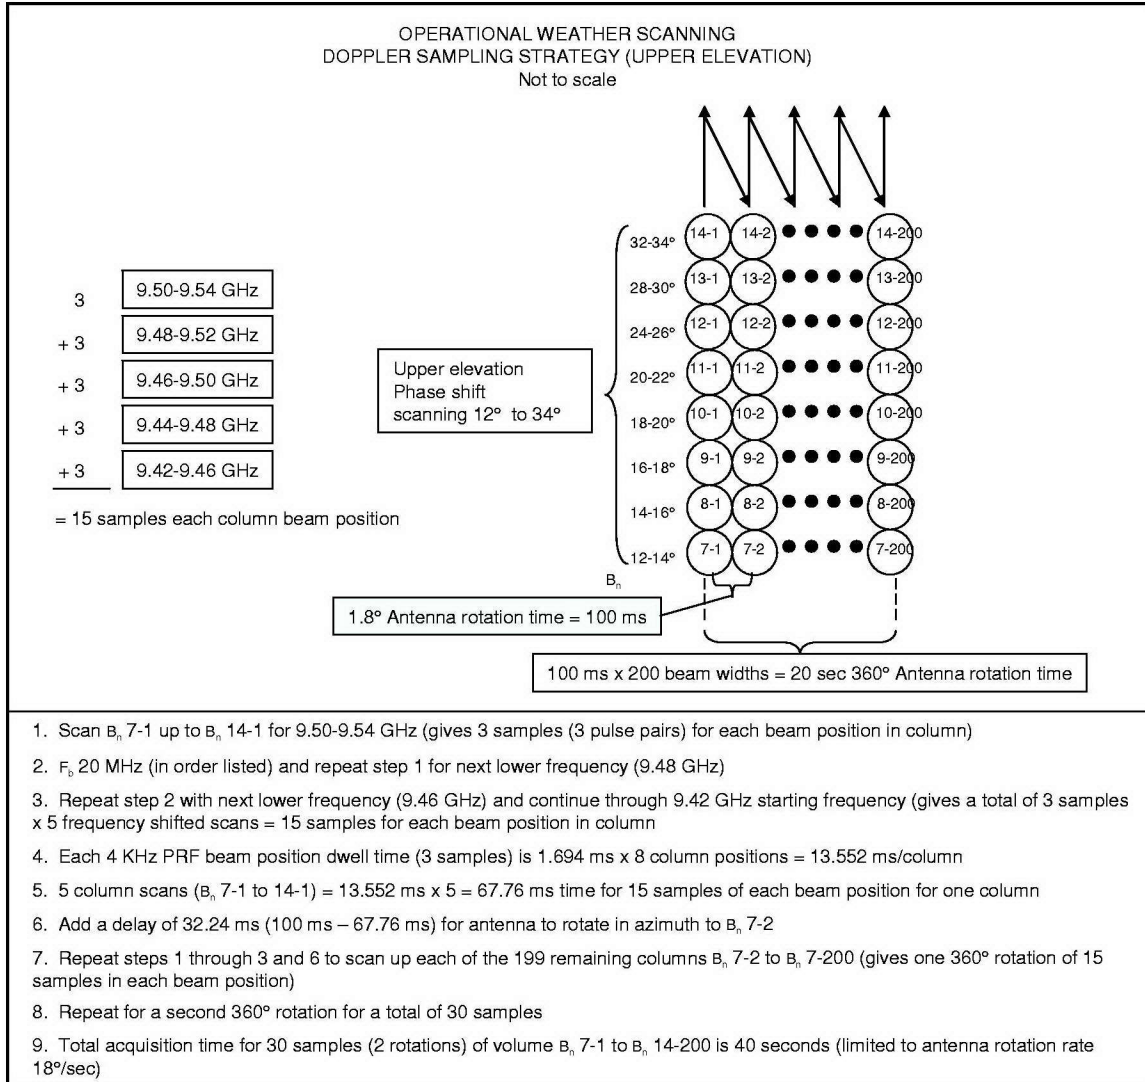 OPERATIONAL WEATHER SCANNING
DOPPLER SAMPLING STRATEGY (UPPER ELEVATION)
Not to scale
32-34° 14-1 14-2 14-200
28-30° 13-1 13-2 13-200
24-26° 12-1 12-2 12-200
20-22° 11-1 11-2 11-200
18-20° 10-1 10-2 10-200
16-18° 9-1 9-2 9-200
14-16° 8-1 8-2 8-200
12-14° 7-1 7-2 7-200
Bn
3 9.50-9.54 GHz
+ 3 9.48-9.52 GHz
+ 3 9.46-9.50 GHz
+ 3 9.44-9.48 GHz
+ 3 9.42-9.46 GHz
= 15 samples each column beam position
Upper elevation
Phase shift
scanning 12° to 34°
1.8° Antenna rotation time = 100 ms
100 ms x 200 beam widths = 20 sec 360° Antenna rotation time
1. Scan Bn 7-1 up to Bn 14-1 for 9.50-9.54 GHz (gives 3 samples (3 pulse pairs) for each beam position in column)
2. Fb 20 MHz (in order listed) and repeat step 1 for next lower frequency (9.48 GHz)
3. Repeat step 2 with next lower frequency (9.46 GHz) and continue through 9.42 GHz starting frequency (gives a total of 3 samples
x 5 frequency shifted scans = 15 samples for each beam position in column
4. Each 4 KHz PRF beam position dwell time (3 samples) is 1.694 ms x 8 column positions = 13.552 ms/column
5. 5 column scans (Bn 7-1 to 14-1) = 13.552 ms x 5 = 67.76 ms time for 15 samples of each beam position for one column
6. Add a delay of 32.24 ms (100 ms – 67.76 ms) for antenna to rotate in azimuth to Bn 7-2
7. Repeat steps 1 through 3 and 6 to scan up each of the 199 remaining columns Bn 7-2 to Bn 7-200 (gives one 360° rotation of 15
samples in each beam position)
8. Repeat for a second 360° rotation for a total of 30 samples
9. Total acquisition time for 30 samples (2 rotations) of volume Bn 7-1 to Bn 14-200 is 40 seconds (limited to antenna rotation rate
18°/sec)